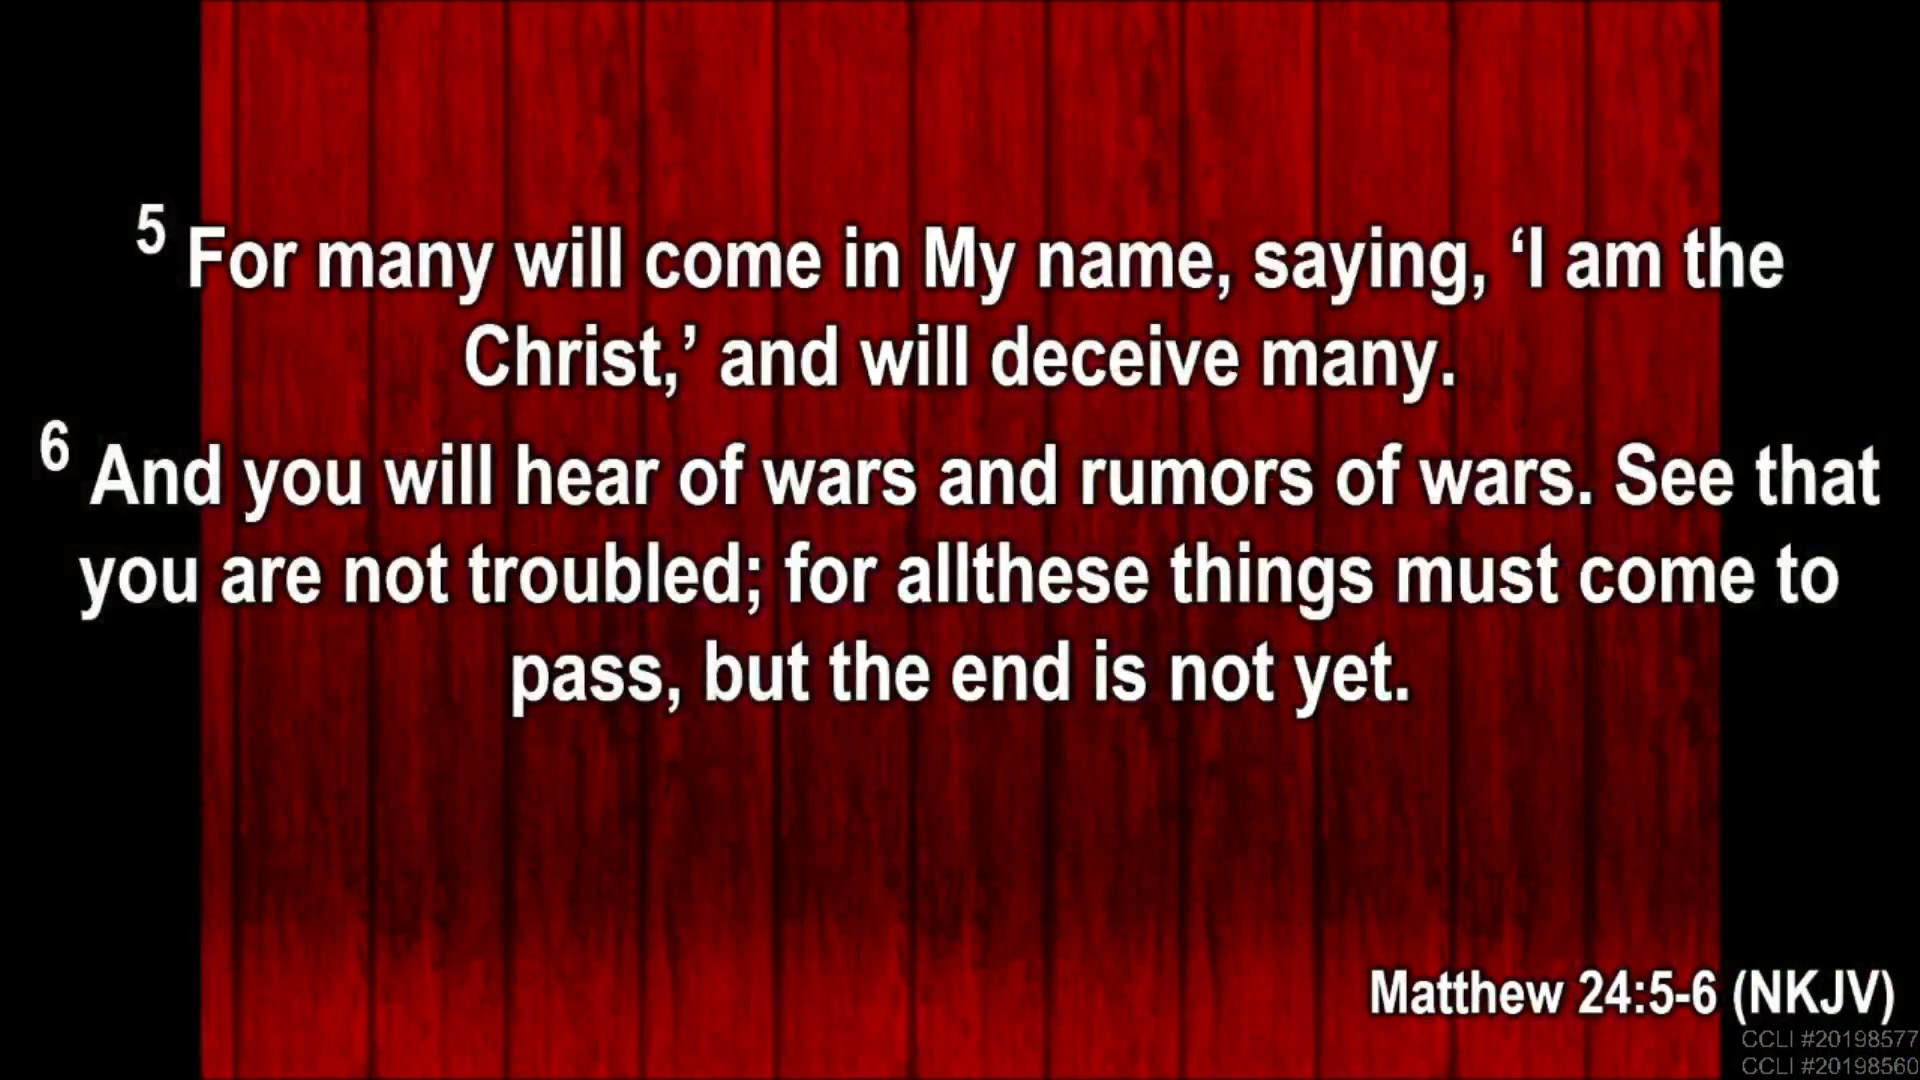 5 For many will come in My name, saying, ‘I am the
Christ,’ and will deceive many.
6 And you will hear of wars and rumors of wars. See that
you are not troubled; for allthese things must come to
pass, but the end is not yet.
Matthew 24:5-6 (NKJV)
CCLI #20198577
CCLI #20198560